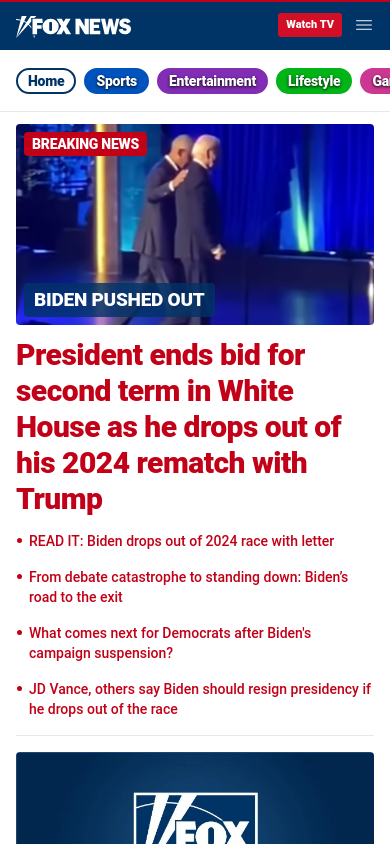 FOX NEWS
Watch TV
Home
Sports
Entertainment
Lifestyle
BREAKING NEWS
BIDEN PUSHED OUT
President ends bid for
second term in White
House as he drops out of
his 2024 rematch with
Trump
• READ IT: Biden drops out of 2024 race with letter
• From debate catastrophe to standing down: Biden’s
road to the exit
• What comes next for Democrats after Biden's
campaign suspension?
• JD Vance, others say Biden should resign presidency if
he drops out of the race
FOX